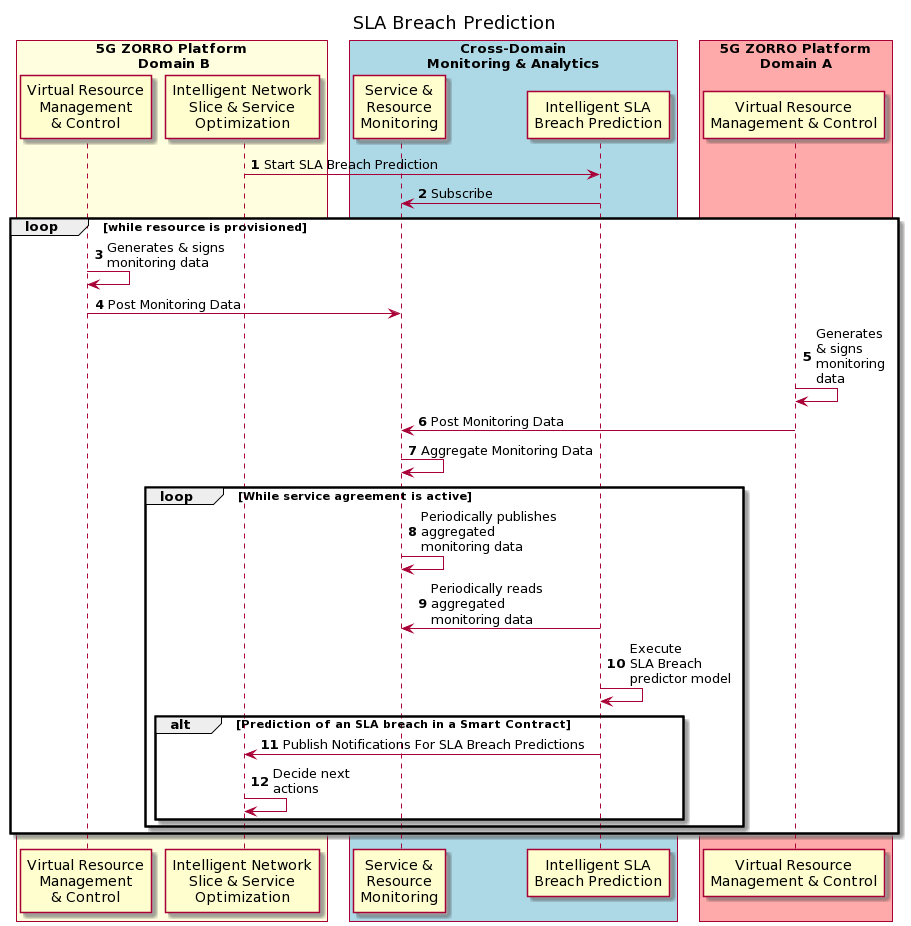 SLA Breach Prediction
5G ZORRO Platform
Domain B
Cross-Domain
Monitoring & Analytics
5G ZORRO Platform
Domain A
Virtual Resource
Management
& Control
Intelligent Network
Slice & Service
Optimization
Service &
Resource
Monitoring
Intelligent SLA
Breach Prediction
Virtual Resource
Management & Control
1 Start SLA Breach Prediction
2 Subscribe
loop [while resource is provisioned]
3 Generates & signs
monitoring data
4 Post Monitoring Data
Generates
& signs
5 monitoring
data
6 Post Monitoring Data
7 Aggregate Monitoring Data
loop [While service agreement is active]
Periodically publishes
8 aggregated
monitoring data
Periodically reads
9 aggregated
monitoring data
Execute
10 SLA Breach
predictor model
alt [Prediction of an SLA breach in a Smart Contract]
11 Publish Notifications For SLA Breach Predictions
12 Decide next
actions
Virtual Resource
Management
& Control
Intelligent Network
Slice & Service
Optimization
Service &
Resource
Monitoring
Intelligent SLA
Breach Prediction
Virtual Resource
Management & Control